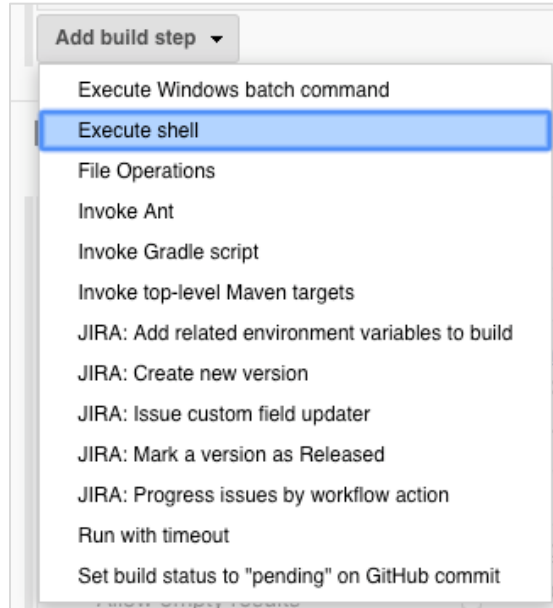 Add build step
Execute Windows batch command
Execute shell
File Operations
Invoke Ant
Invoke Gradle script
Invoke top-level Maven targets
JIRA: Add related environment variables to build
JIRA: Create new version
JIRA: Issue custom field updater
JIRA: Mark a version as Released
JIRA: Progress issues by workflow action
Run with timeout
Set build status to "pending" on GitHub commit
Allow empty results